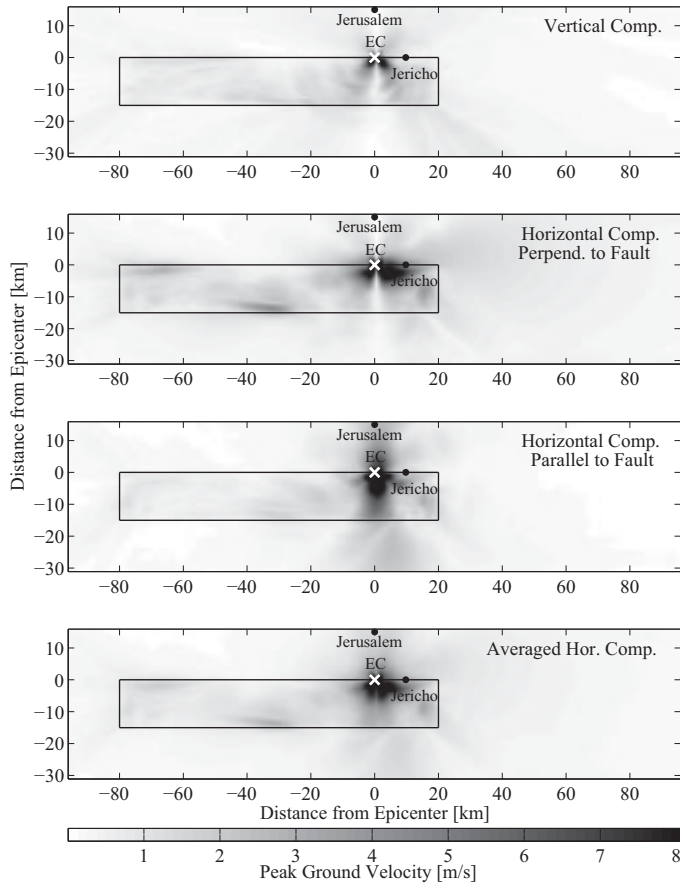 10
0
−10
−20
−30
Jerusalem
EC
Jericho
Vertical Comp.
−80 −60 −40 −20 0 20 40 60 80
10
0
−10
−20
−30
Jerusalem
EC
Jericho
Horizontal Comp.
Perpend. to Fault
−80 −60 −40 −20 0 20 40 60 80
Distance from Epicenter [km]
10
0
−10
−20
−30
Jerusalem
EC
Jericho
Horizontal Comp.
Parallel to Fault
−80 −60 −40 −20 0 20 40 60 80
10
0
−10
−20
−30
Jerusalem
EC
Jericho
Averaged Hor. Comp.
−80 −60 −40 −20 0 20 40 60 80
Distance from Epicenter [km]
1 2 3 4 5 6 7 8
Peak Ground Velocity [m/s]